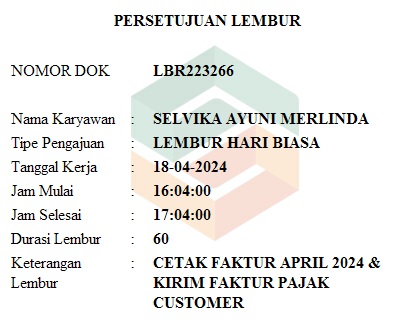 PERSETUJUAN LEMBUR
NOMOR DOK LBR223266
Nama Karyawan : SELVIKA AYUNI MERLINDA
Tipe Pengajuan : LEMBUR HARI BIASA
Tanggal Kerja : 18-04-2024
Jam Mulai : 16:04:00
Jam Selesai : 17:04:00
Durasi Lembur : 60
Keterangan : CETAK FAKTUR APRIL 2024 &
Lembur KIRIM FAKTUR PAJAK
CUSTOMER